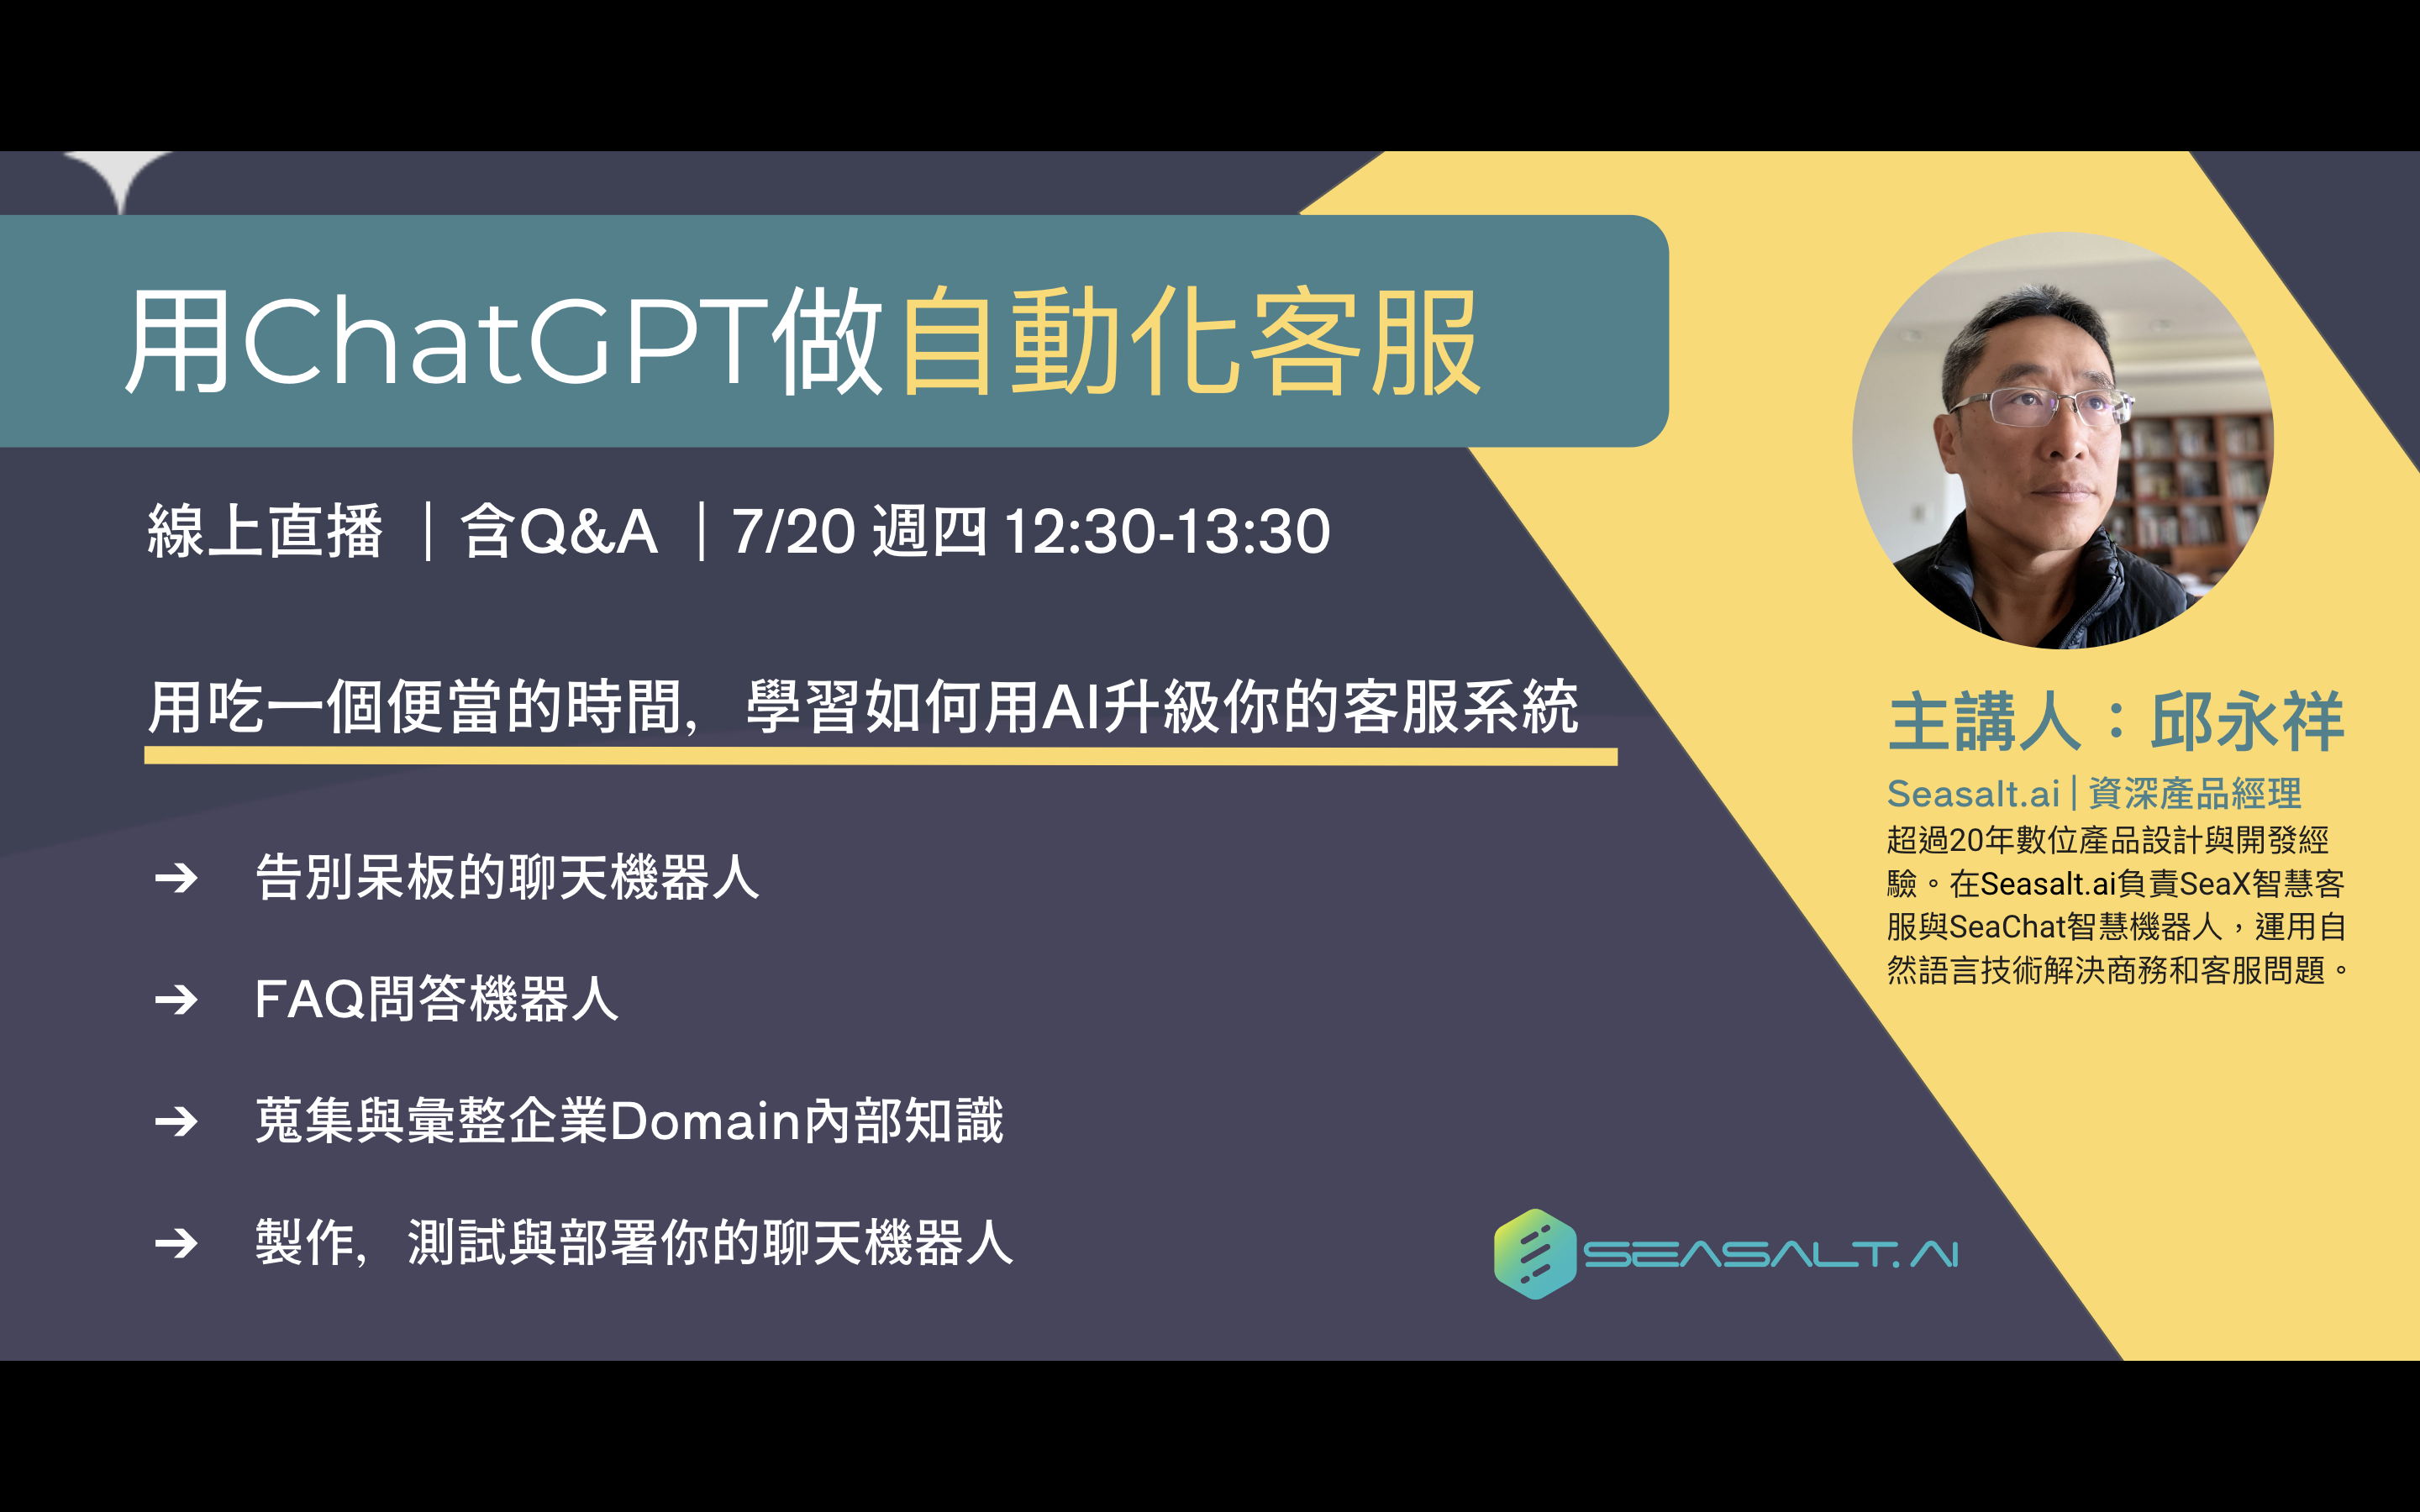 用ChatGPT做自動化客服
線上直播 ｜含Q&A ｜7/20 週四 12:30-13:30
用吃一個便當的時間，學習如何用AI升級你的客服系統
➔ 告別呆板的聊天機器人
➔ FAQ問答機器人
➔ 蒐集與彙整企業Domain內部知識
➔ 製作，測試與部署你的聊天機器人
主講人：邱永祥
Seasalt.ai | 資深產品經理
超過20年數位產品設計與開發經
驗。在Seasalt.ai負責SeaX智慧客
服與SeaChat智慧機器人，運用自
然語言技術解決商務和客服問題。
SEASALT.AI